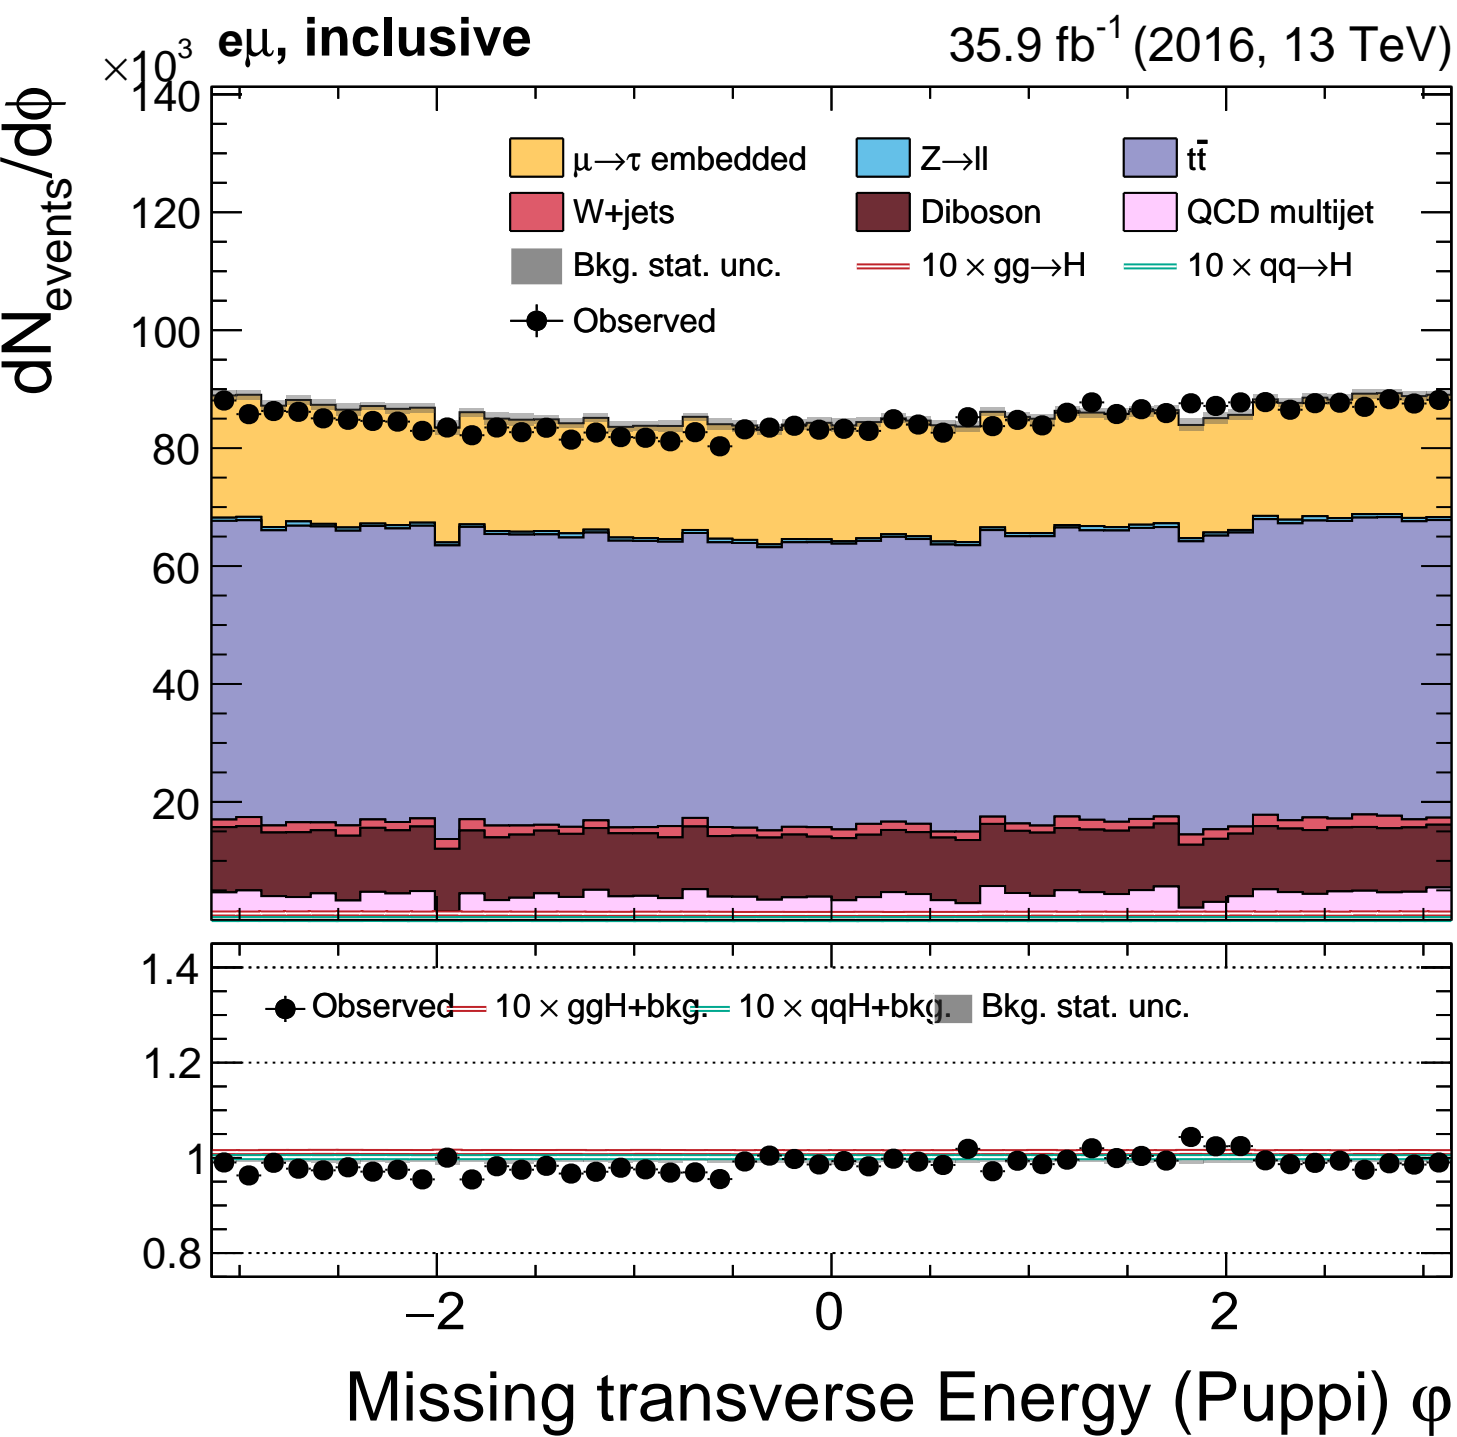 eμ, inclusive 35.9 fb⁻¹ (2016, 13 TeV)
×10³
dN_events/dϕ
140
120
100
80
60
40
20
μ→τ embedded Z→ll tt̄
W+jets Diboson QCD multijet
Bkg. stat. unc. 10 × gg→H 10 × qq→H
Observed
1.4
1.2
1
0.8
Observed 10 × ggH+bkg. 10 × qqH+bkg. Bkg. stat. unc.
−2 0 2
Missing transverse Energy (Puppi) φ